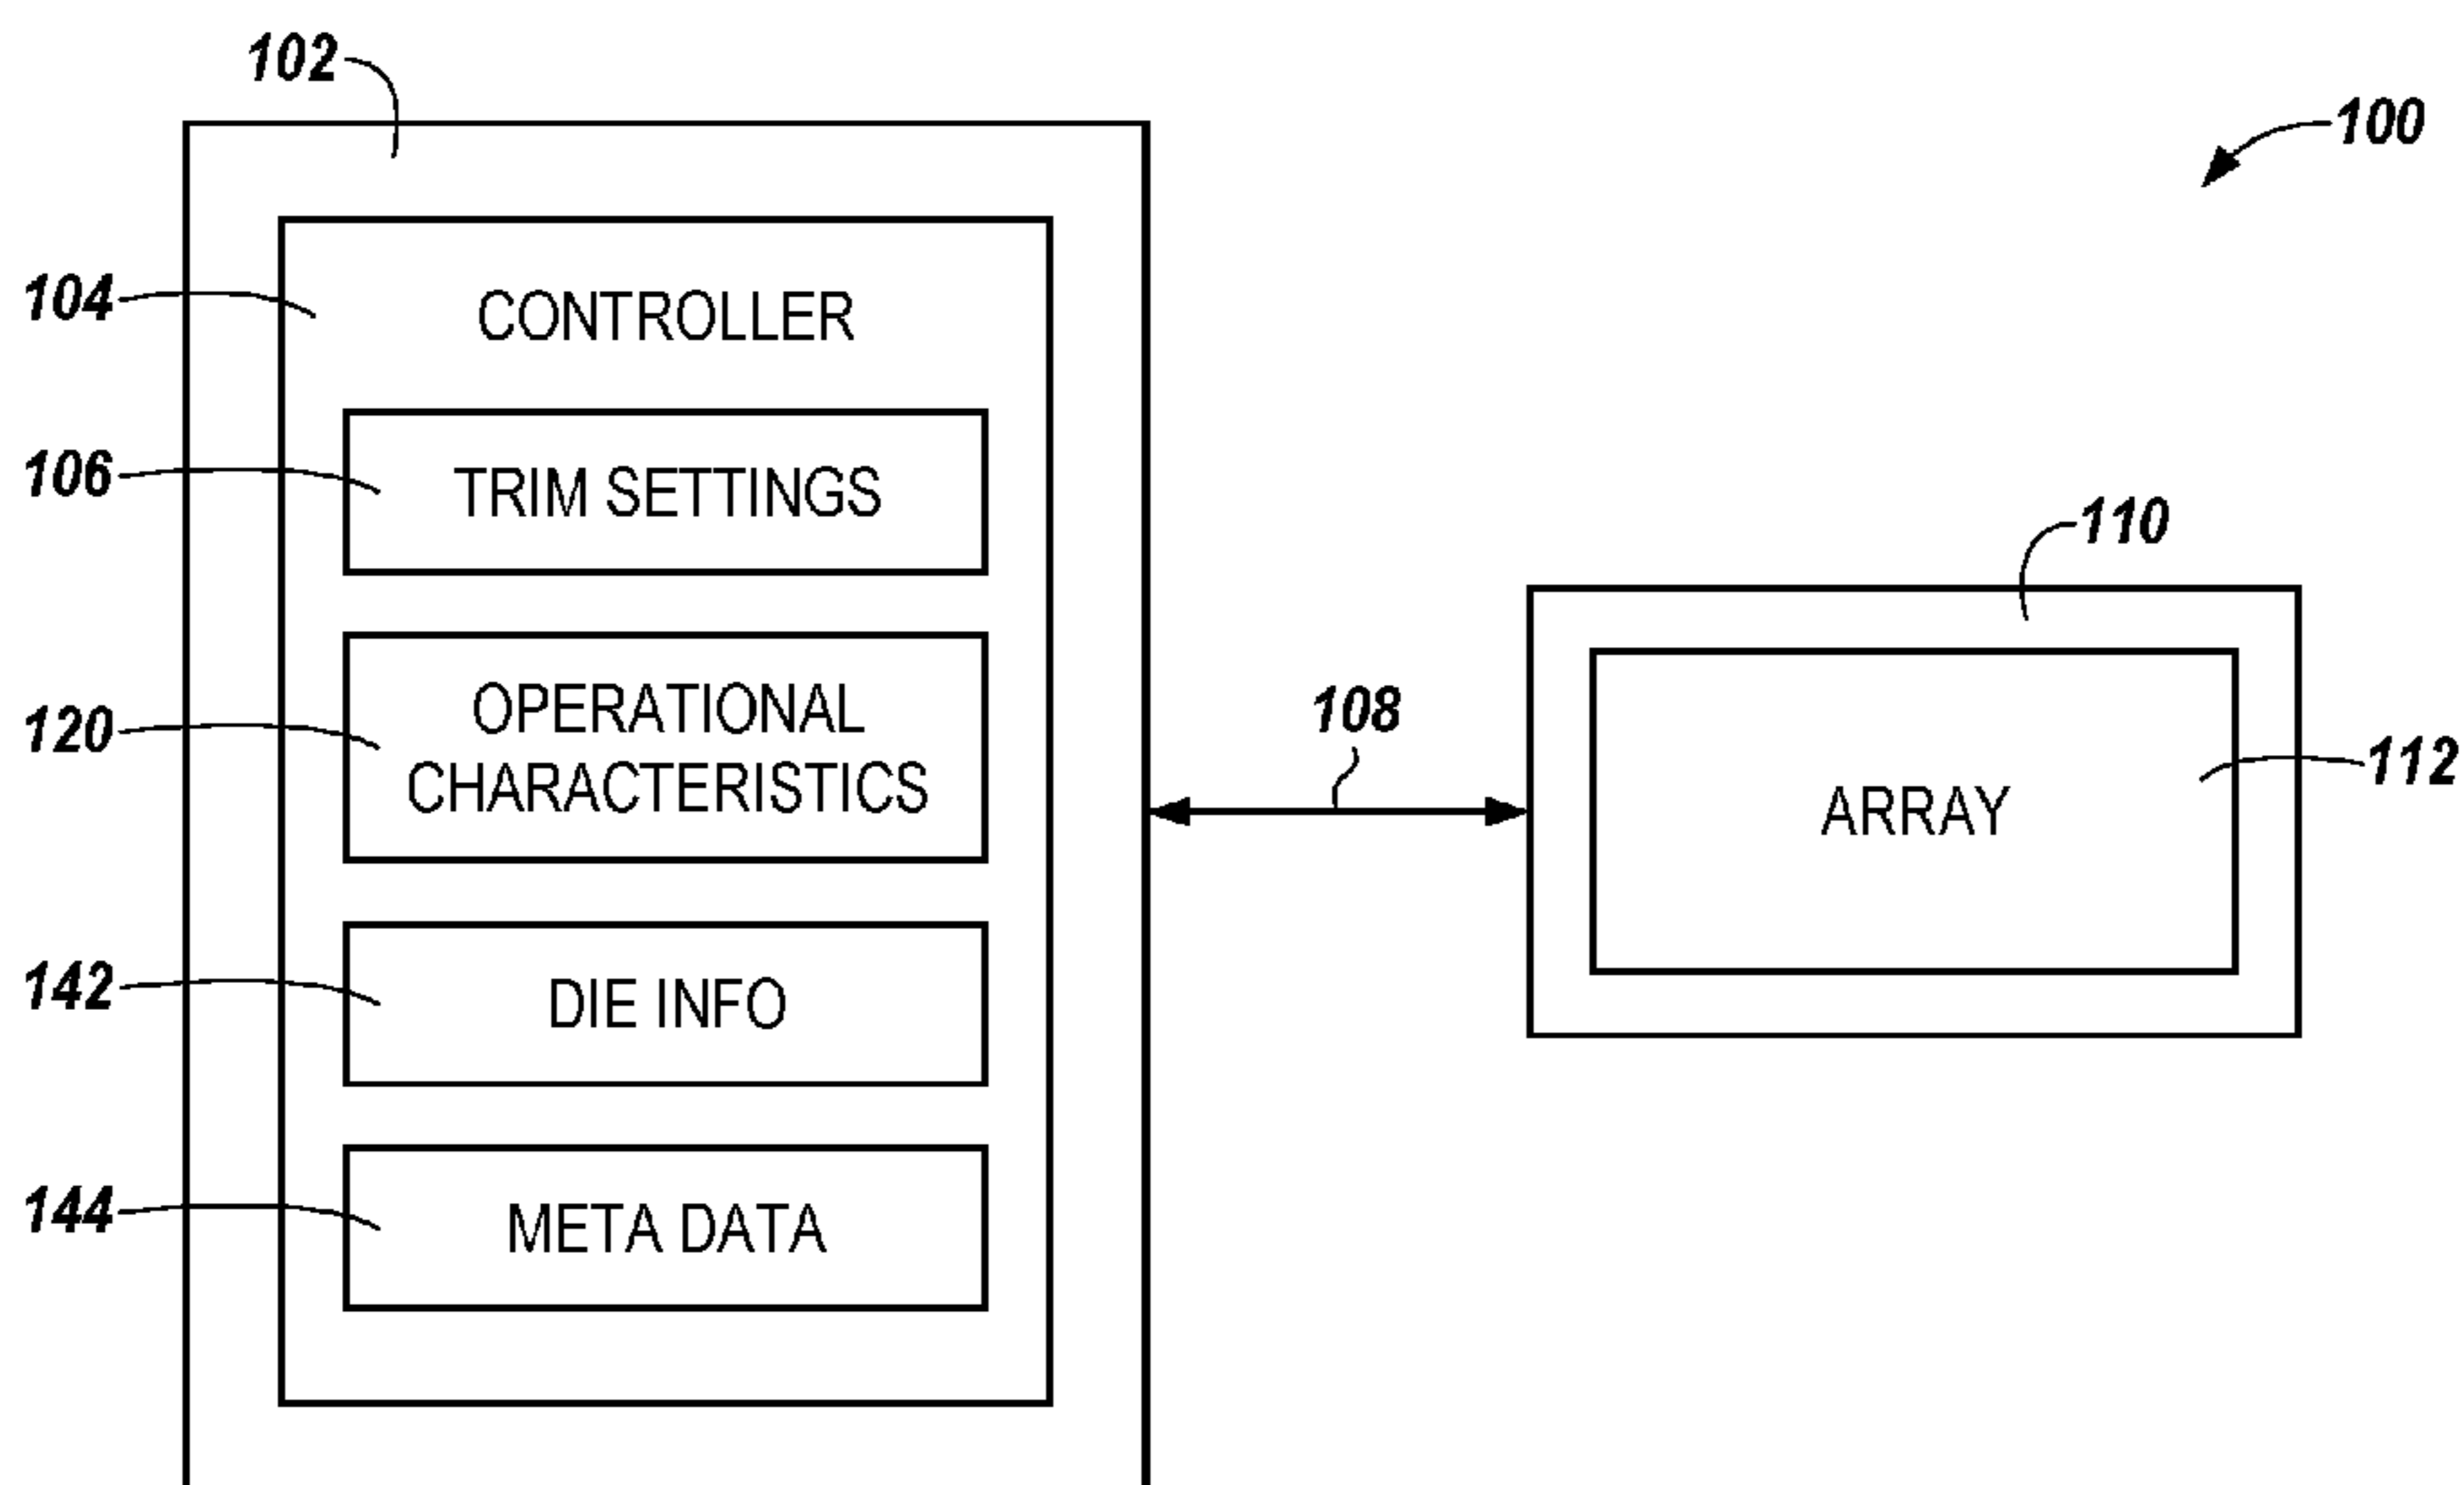 102
100
104
CONTROLLER
106
TRIM SETTINGS
110
120
OPERATIONAL
CHARACTERISTICS
108
112
ARRAY
142
DIE INFO
144
META DATA